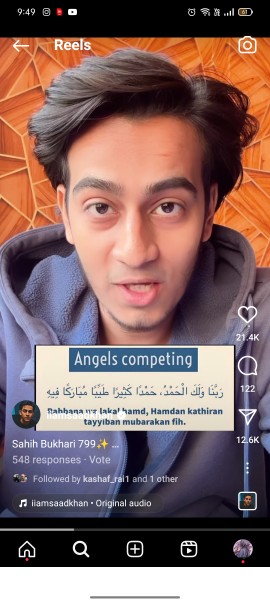 9:49
Reels
Angels competing
رَبَّنَا وَلَكَ الْحَمْدُ، حَمْدًا كَثِيرًا طَيِّبًا مُبَارَكًا فِيهِ
Rabbana wa lakal hamd, Hamdan kathiran
tayyiban mubarakan fih.
21.4K
122
12.6K
Sahih Bukhari 799✨ ...
548 responses · Vote
Followed by kashaf_rai1 and 1 other
iiamsaadkhan • Original audio